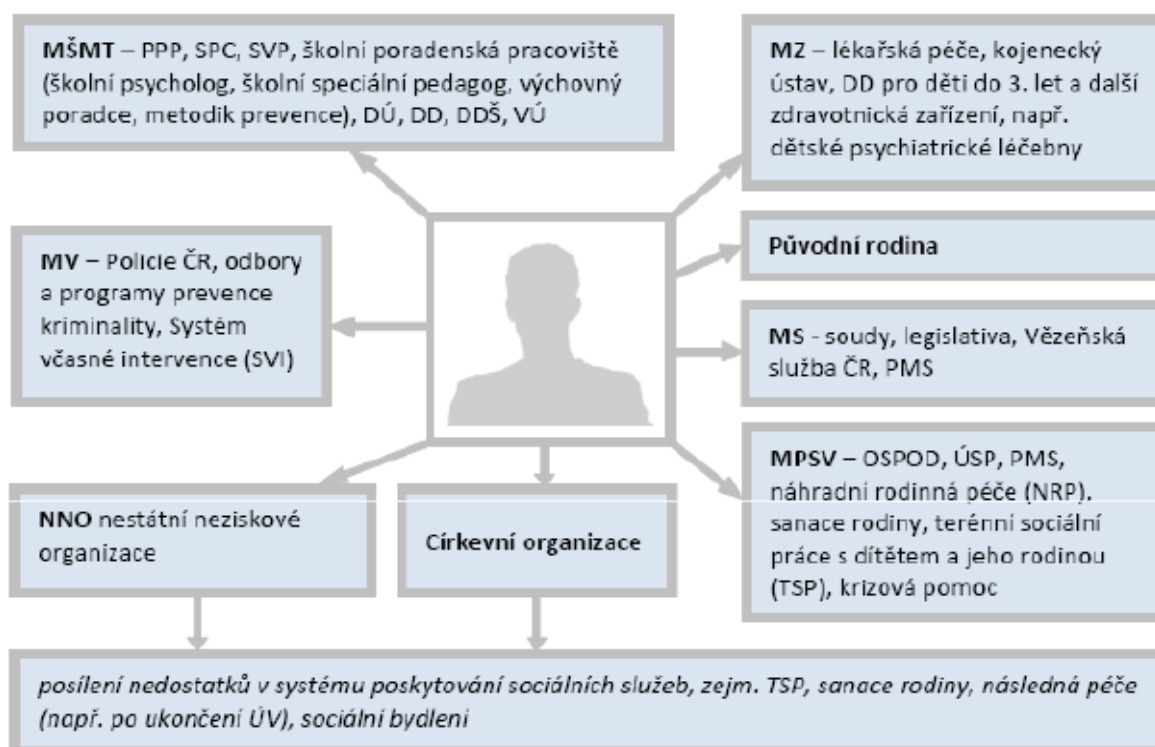 MŠMT – PPP, SPC, SVP, školní poradenská pracoviště
(školní psycholog, školní speciální pedagog, výchovný
poradce, metodik prevence), DÚ, DD, DDŠ, VÚ
MZ – lékařská péče, kojenecký
ústav, DD pro děti do 3. let a další
zdravotnická zařízení, např.
dětské psychiatrické léčebny
MV – Policie ČR, odbory
a programy prevence
kriminality, Systém
včasné intervence (SVI)
Původní rodina
MS - soudy, legislativa, Vězeňská
služba ČR, PMS
MPSV – OSPOD, ÚSP, PMS,
náhradní rodinná péče (NRP).
sanace rodiny, terénní sociální
práce s dítětem a jeho rodinou
(TSP), krizová pomoc
NNO nestátní neziskové
organizace
Církevní organizace
posílení nedostatků v systému poskytování sociálních služeb, zejm. TSP, sanace rodiny, následná péče
(např. po ukončení ÚV), sociální bydlení